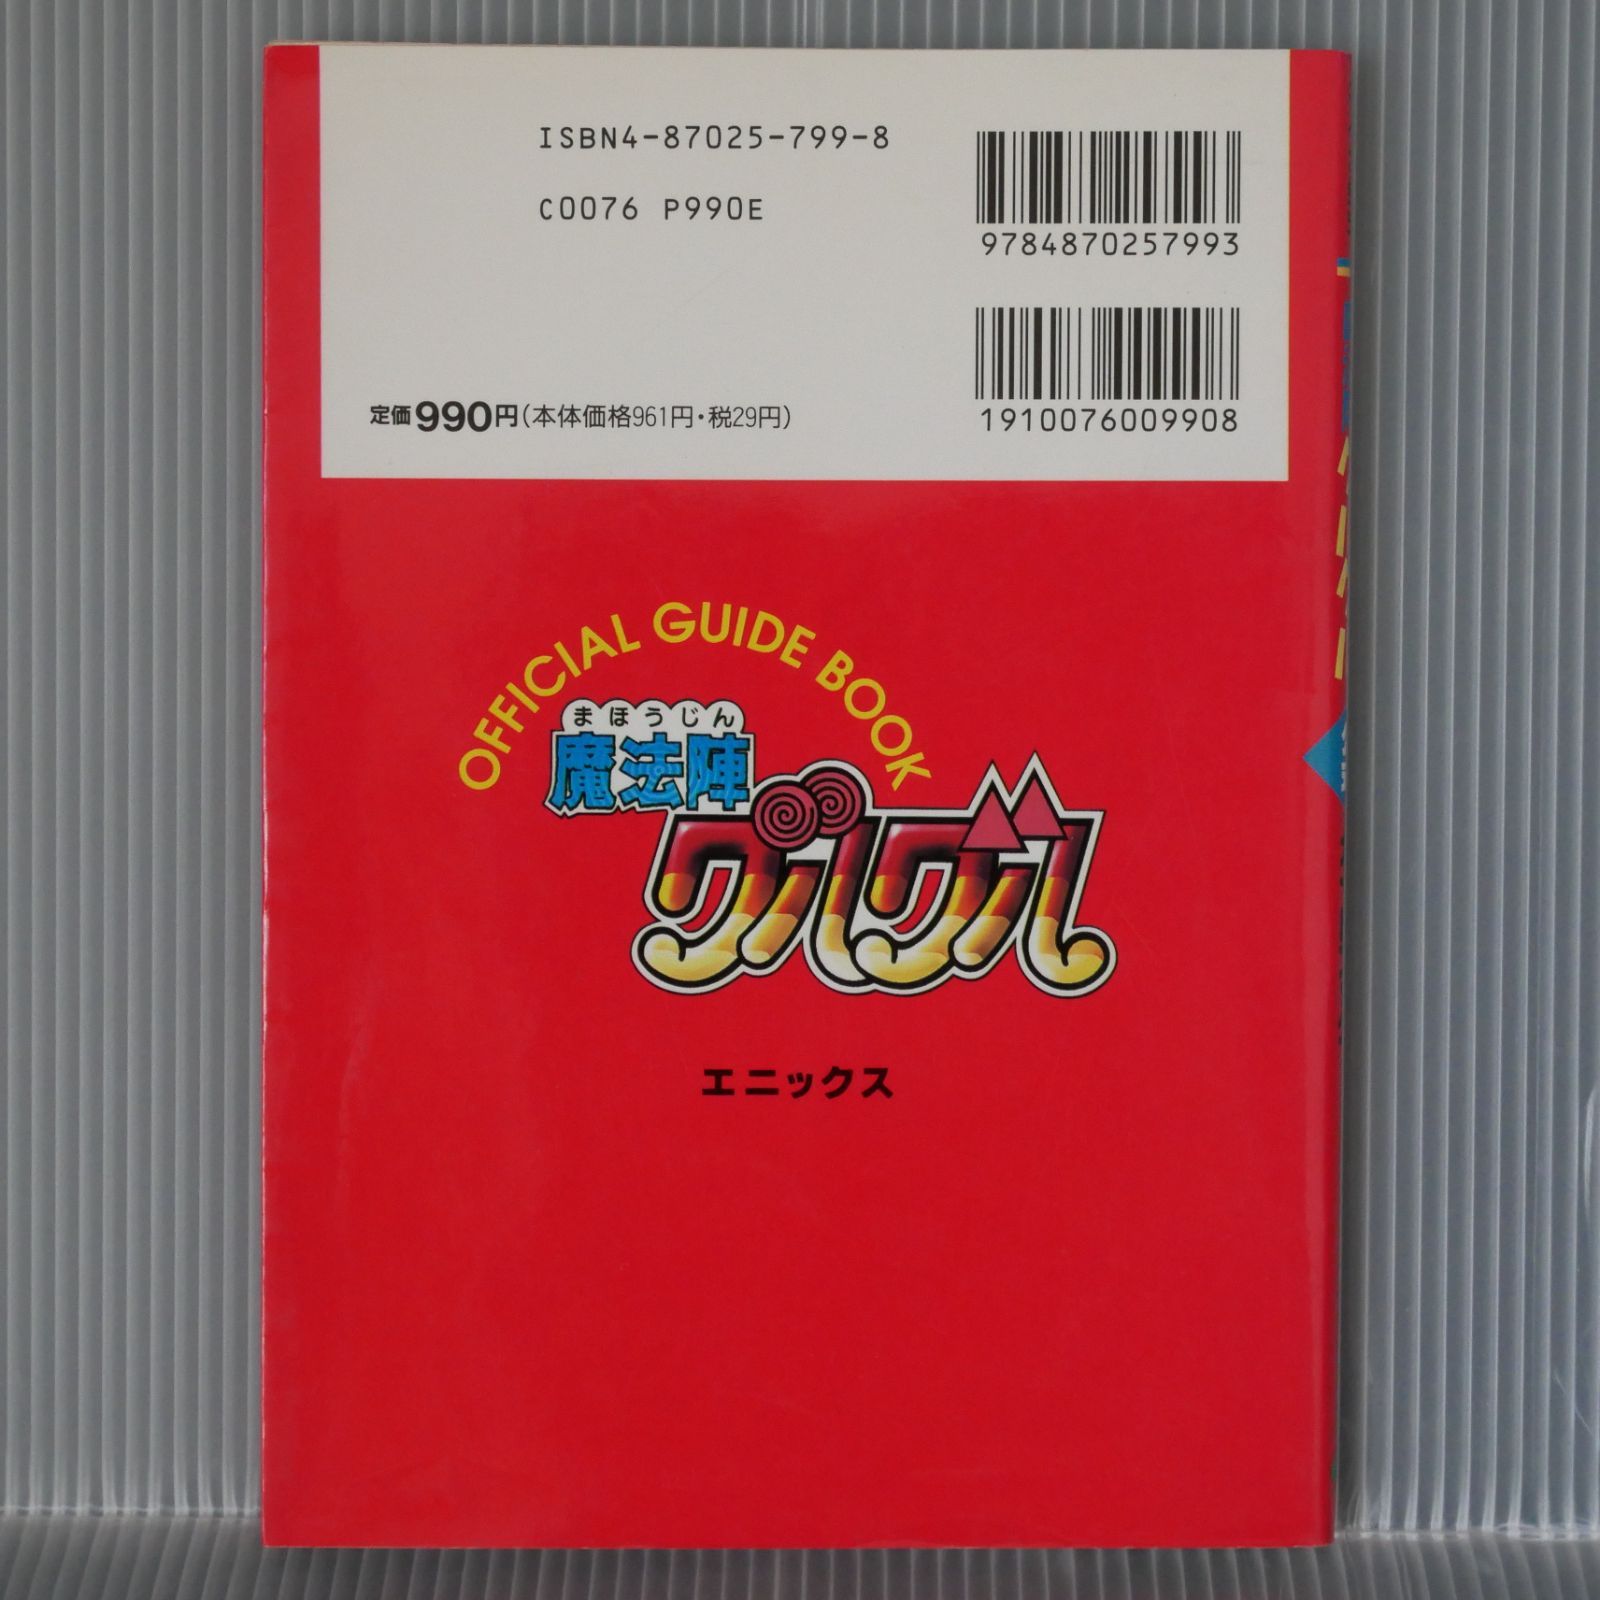 ISBN4-87025-799-8
C0076 P990E
9784870257993
定価990円(本体価格961円・税29円)
1910076009908
OFFICIAL GUIDE BOOK
まほうじん
魔法陣
グルグル
エニックス